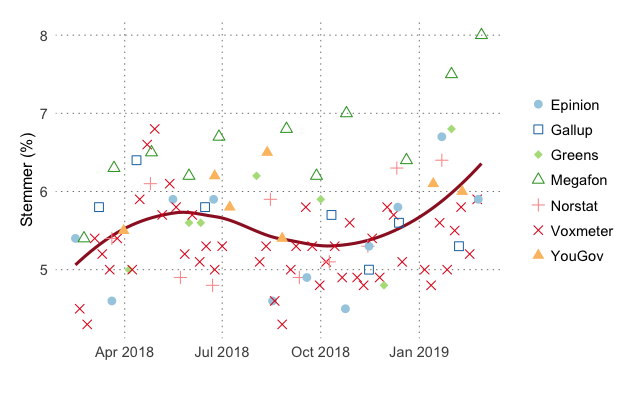 Stemmer (%)
8
7
6
5
Apr 2018
Jul 2018
Oct 2018
Jan 2019
Epinion
Gallup
Greens
Megafon
Norstat
Voxmeter
YouGov